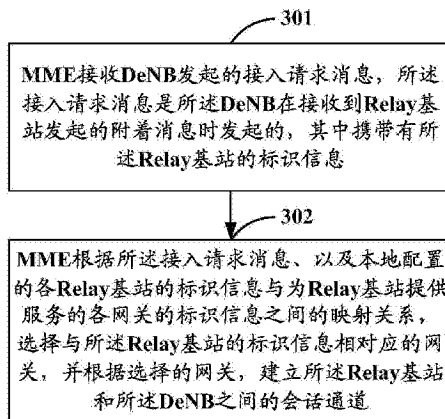 301
MME接收DeNB发起的接入请求消息，所述
接入请求消息是所述DeNB在接收到Relay基
站发起的附着消息时发起的，其中携带有所
述Relay基站的标识信息
302
MME根据所述接入请求消息、以及本地配置
的各Relay基站的标识信息与为Relay基站提供
服务的各网关的标识信息之间的映射关系，
选择与所述Relay基站的标识信息相对应的网
关，并根据选择的网关，建立所述Relay基站
和所述DeNB之间的会话通道